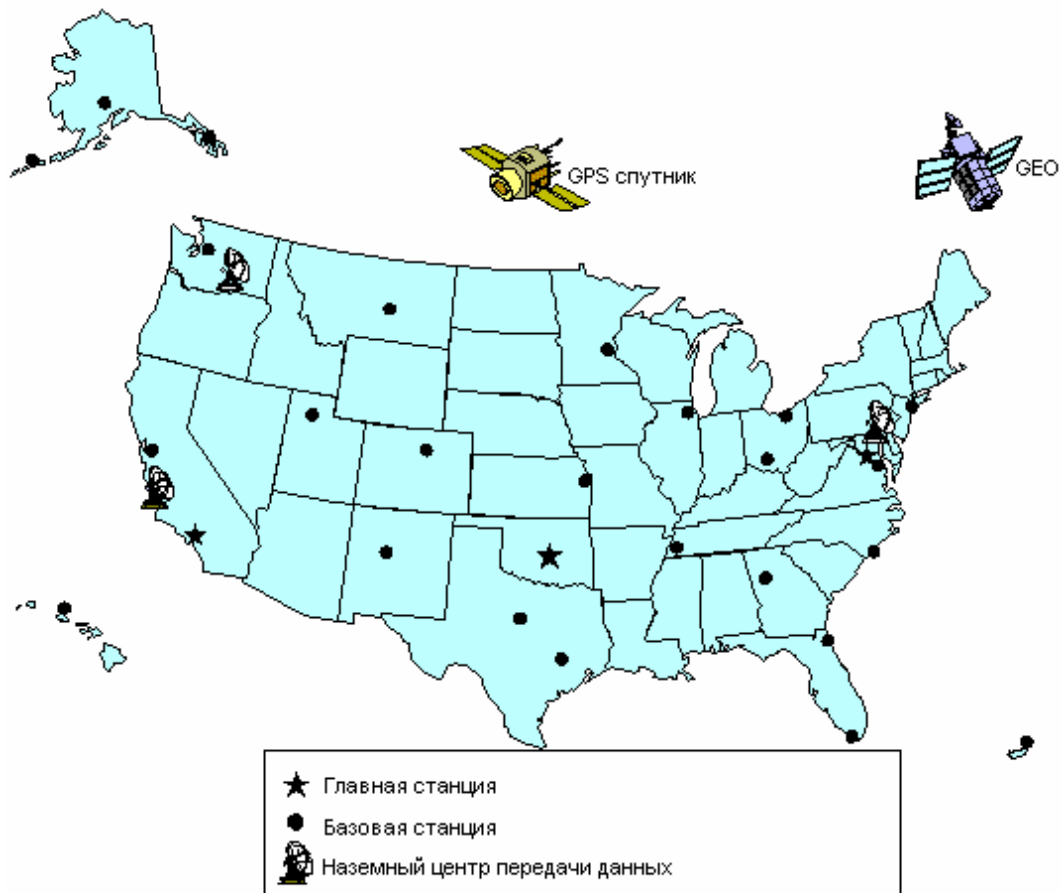 GPS спутник
GEO
Главная станция
Базовая станция
Наземный центр передачи данных